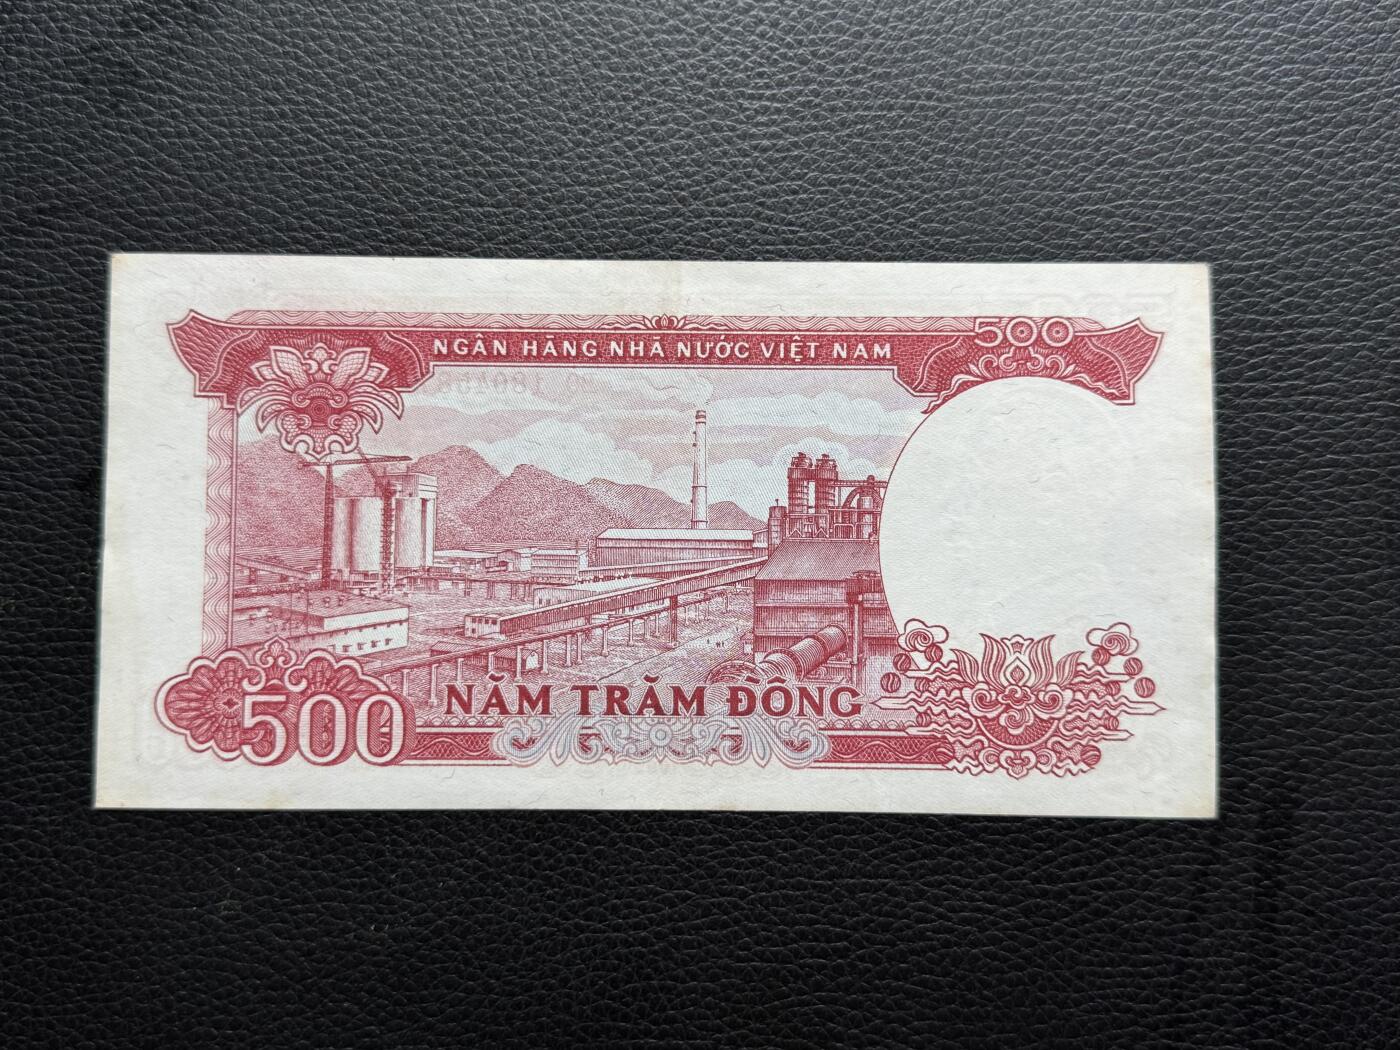 NGÂN HÀNG NHÀ NƯỚC VIỆT NAM
500
500
NĂM TRĂM ĐỒNG